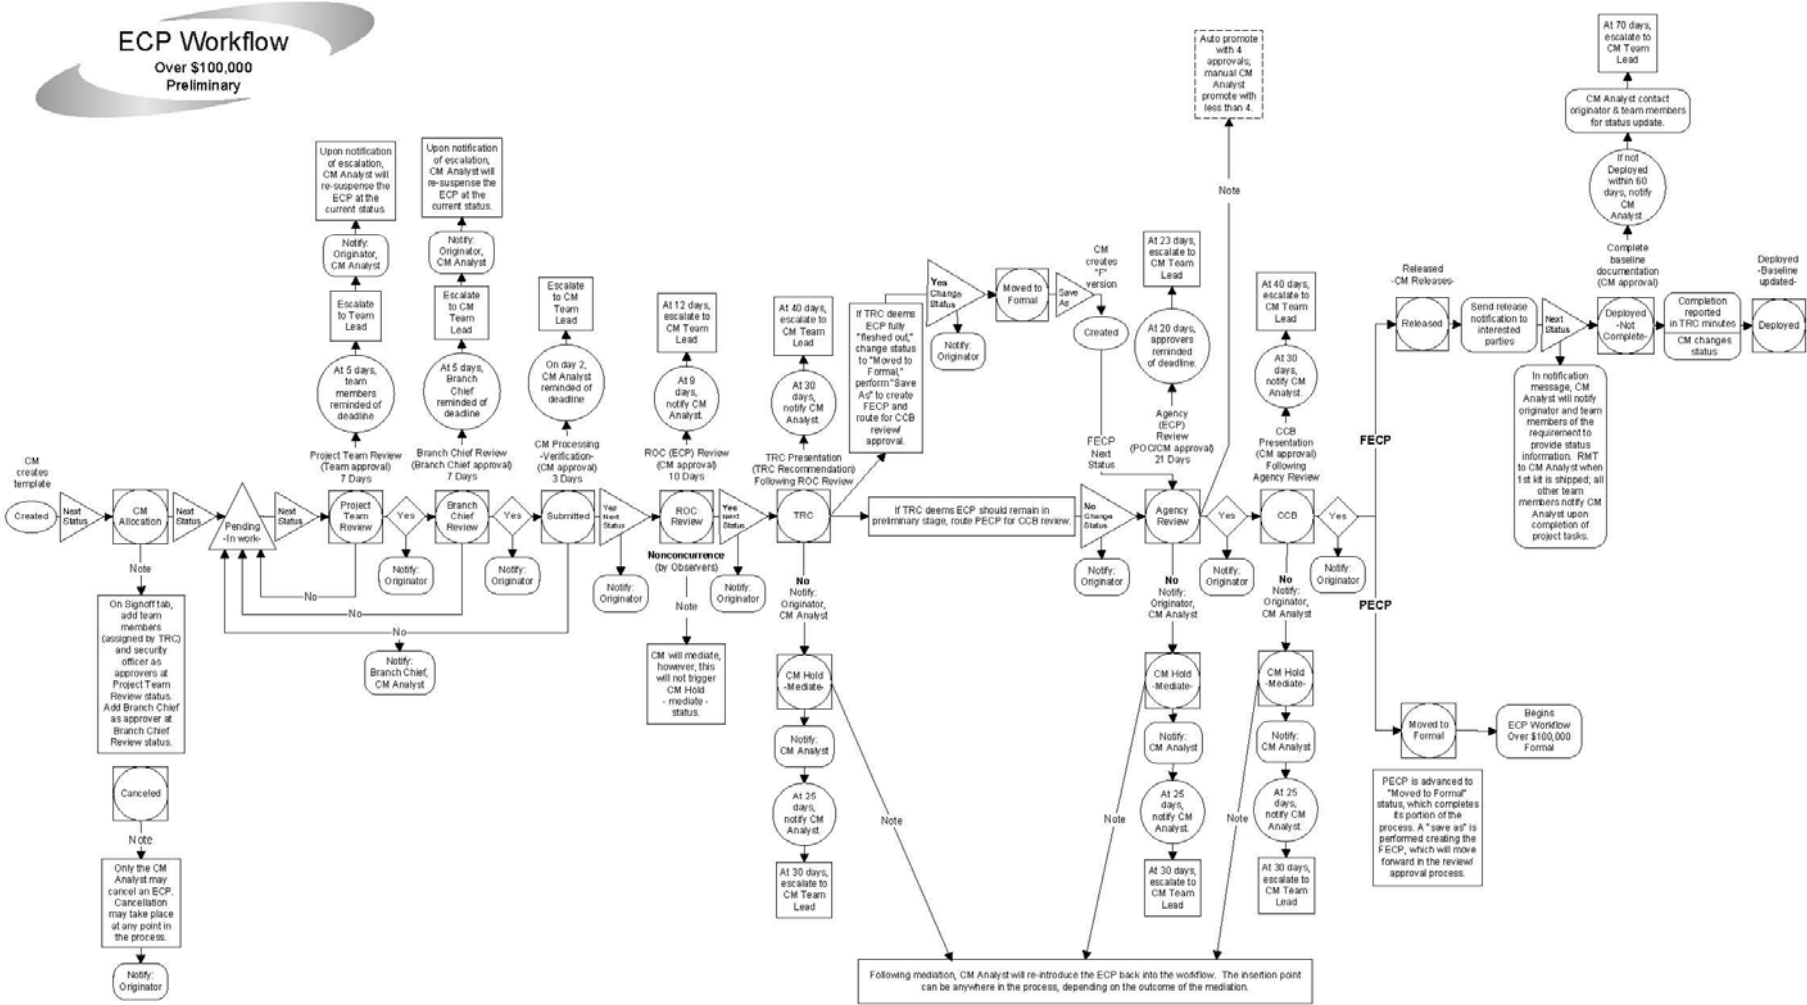 ECP Workflow
Over $100,000
Preliminary
CM
creates
template
Created
Next
Status
CM
Allocation
Note
On Signoff tab,
add team
members
(assigned by TRC)
and security
officer as
approvers at
Project Team
Review status.
Add Branch Chief
as approver at
Branch Chief
Review status.
Canceled
Note
Only the CM
Analyst may
cancel an ECP.
Cancellation
may take place
at any point in
the process.
Notify:
Originator
Next
Status
Pending
-In work-
Next
Status
Upon notification
of escalation,
CM Analyst will
re-suspense the
ECP at the
current status.
Notify:
Originator,
CM Analyst
Escalate
to Team
Lead
At 5 days,
team
members
reminded of
deadline
Project Team Review
(Team approval)
7 Days
Project
Team
Review
Yes
Notify:
Originator
No
Upon notification
of escalation,
CM Analyst will
re-suspense the
ECP at the
current status.
Notify:
Originator,
CM Analyst
Escalate
to CM
Team
Lead
At 5 days,
Branch
Chief
reminded of
deadline
Branch Chief Review
(Branch Chief approval)
7 Days
Branch
Chief
Review
Yes
Notify:
Originator
No
Escalate
to CM
Team
Lead
On day 2,
CM Analyst
reminded of
deadline
CM Processing
-Verification-
(CM approval)
3 Days
Submitted
No
Notify:
Branch Chief,
CM Analyst
Yes
Next
Status
Notify:
Originator
At 12 days,
escalate to
CM Team
Lead
At 9
days,
notify CM
Analyst.
ROC (ECP) Review
(CM approval)
10 Days
ROC
Review
Nonconcurrence
(by Observers)
Note
CM will mediate,
however, this
will not trigger
CM Hold
- mediate -
status.
Yes
Next
Status
Notify:
Originator
At 40 days,
escalate to
CM Team
Lead
At 30
days,
notify CM
Analyst.
TRC Presentation
(TRC Recommendation)
Following ROC Review
TRC
No
Notify:
Originator,
CM Analyst
CM Hold
-Mediate-
Notify:
CM Analyst
At 25
days,
notify CM
Analyst.
At 30 days,
escalate to
CM Team
Lead
Note
If TRC deems
ECP fully
"fleshed out,"
change status
to "Moved to
Formal,"
perform "Save
As" to create
FECP and
route for CCB
review/
approval.
Yes
Change
Status
Notify:
Originator
Moved to
Formal
Save
As
CM
creates
"F"
version
Created
FECP
Next
Status
If TRC deems ECP should remain in
preliminary stage, route PECP for CCB review.
No
Change
Status
Notify:
Originator
At 23 days,
escalate to
CM Team
Lead
At 20 days,
approvers
reminded
of deadline.
Agency
(ECP)
Review
(POC/CM approval)
21 Days
Agency
Review
Auto promote
with 4
approvals;
manual CM
Analyst
promote with
less than 4.
Note
Yes
Notify:
Originator
No
Notify:
Originator,
CM Analyst
CM Hold
-Mediate-
Notify:
CM Analyst
At 25
days,
notify CM
Analyst.
At 30 days,
escalate to
CM Team
Lead
Note
At 40 days,
escalate to
CM Team
Lead
At 30
days,
notify CM
Analyst.
CCB
Presentation
(CM approval)
Following
Agency Review
CCB
Yes
Notify:
Originator
No
Notify:
Originator,
CM Analyst
CM Hold
-Mediate-
Notify:
CM Analyst
At 25
days,
notify CM
Analyst.
At 30 days,
escalate to
CM Team
Lead
Note
Following mediation, CM Analyst will re-introduce the ECP back into the workflow. The insertion point
can be anywhere in the process, depending on the outcome of the mediation.
FECP
Released
-CM Releases-
Released
Send release
notification to
interested
parties
Next
Status
In notification
message, CM
Analyst will notify
originator and team
members of the
requirement to
provide status
information. RMT
to CM Analyst when
1st kit is shipped; all
other team
members notify CM
Analyst upon
completion of
project tasks.
At 70 days,
escalate to
CM Team
Lead
CM Analyst contact
originator & team members
for status update.
If not
Deployed
within 60
days, notify
CM
Analyst.
Complete
baseline
documentation
(CM approval)
Deployed
-Not
Complete-
Completion
reported
in TRC minutes
CM changes
status
Deployed
-Baseline
updated-
Deployed
PECP
Moved to
Formal
Begins
ECP Workflow
Over $100,000
Formal
PECP is advanced to
"Moved to Formal"
status, which completes
its portion of the
process. A "save as" is
performed creating the
FECP, which will move
forward in the review/
approval process.